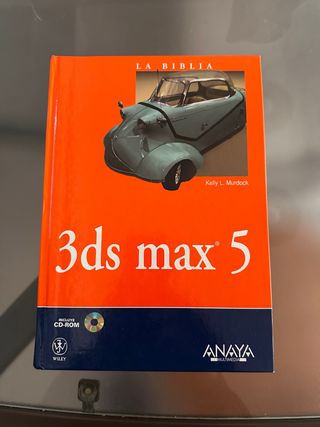 LA BIBLIA
Kelly L. Murdock
3ds max® 5
INCLUYE
CD-ROM
WILEY
ANAYA
MULTIMEDIA